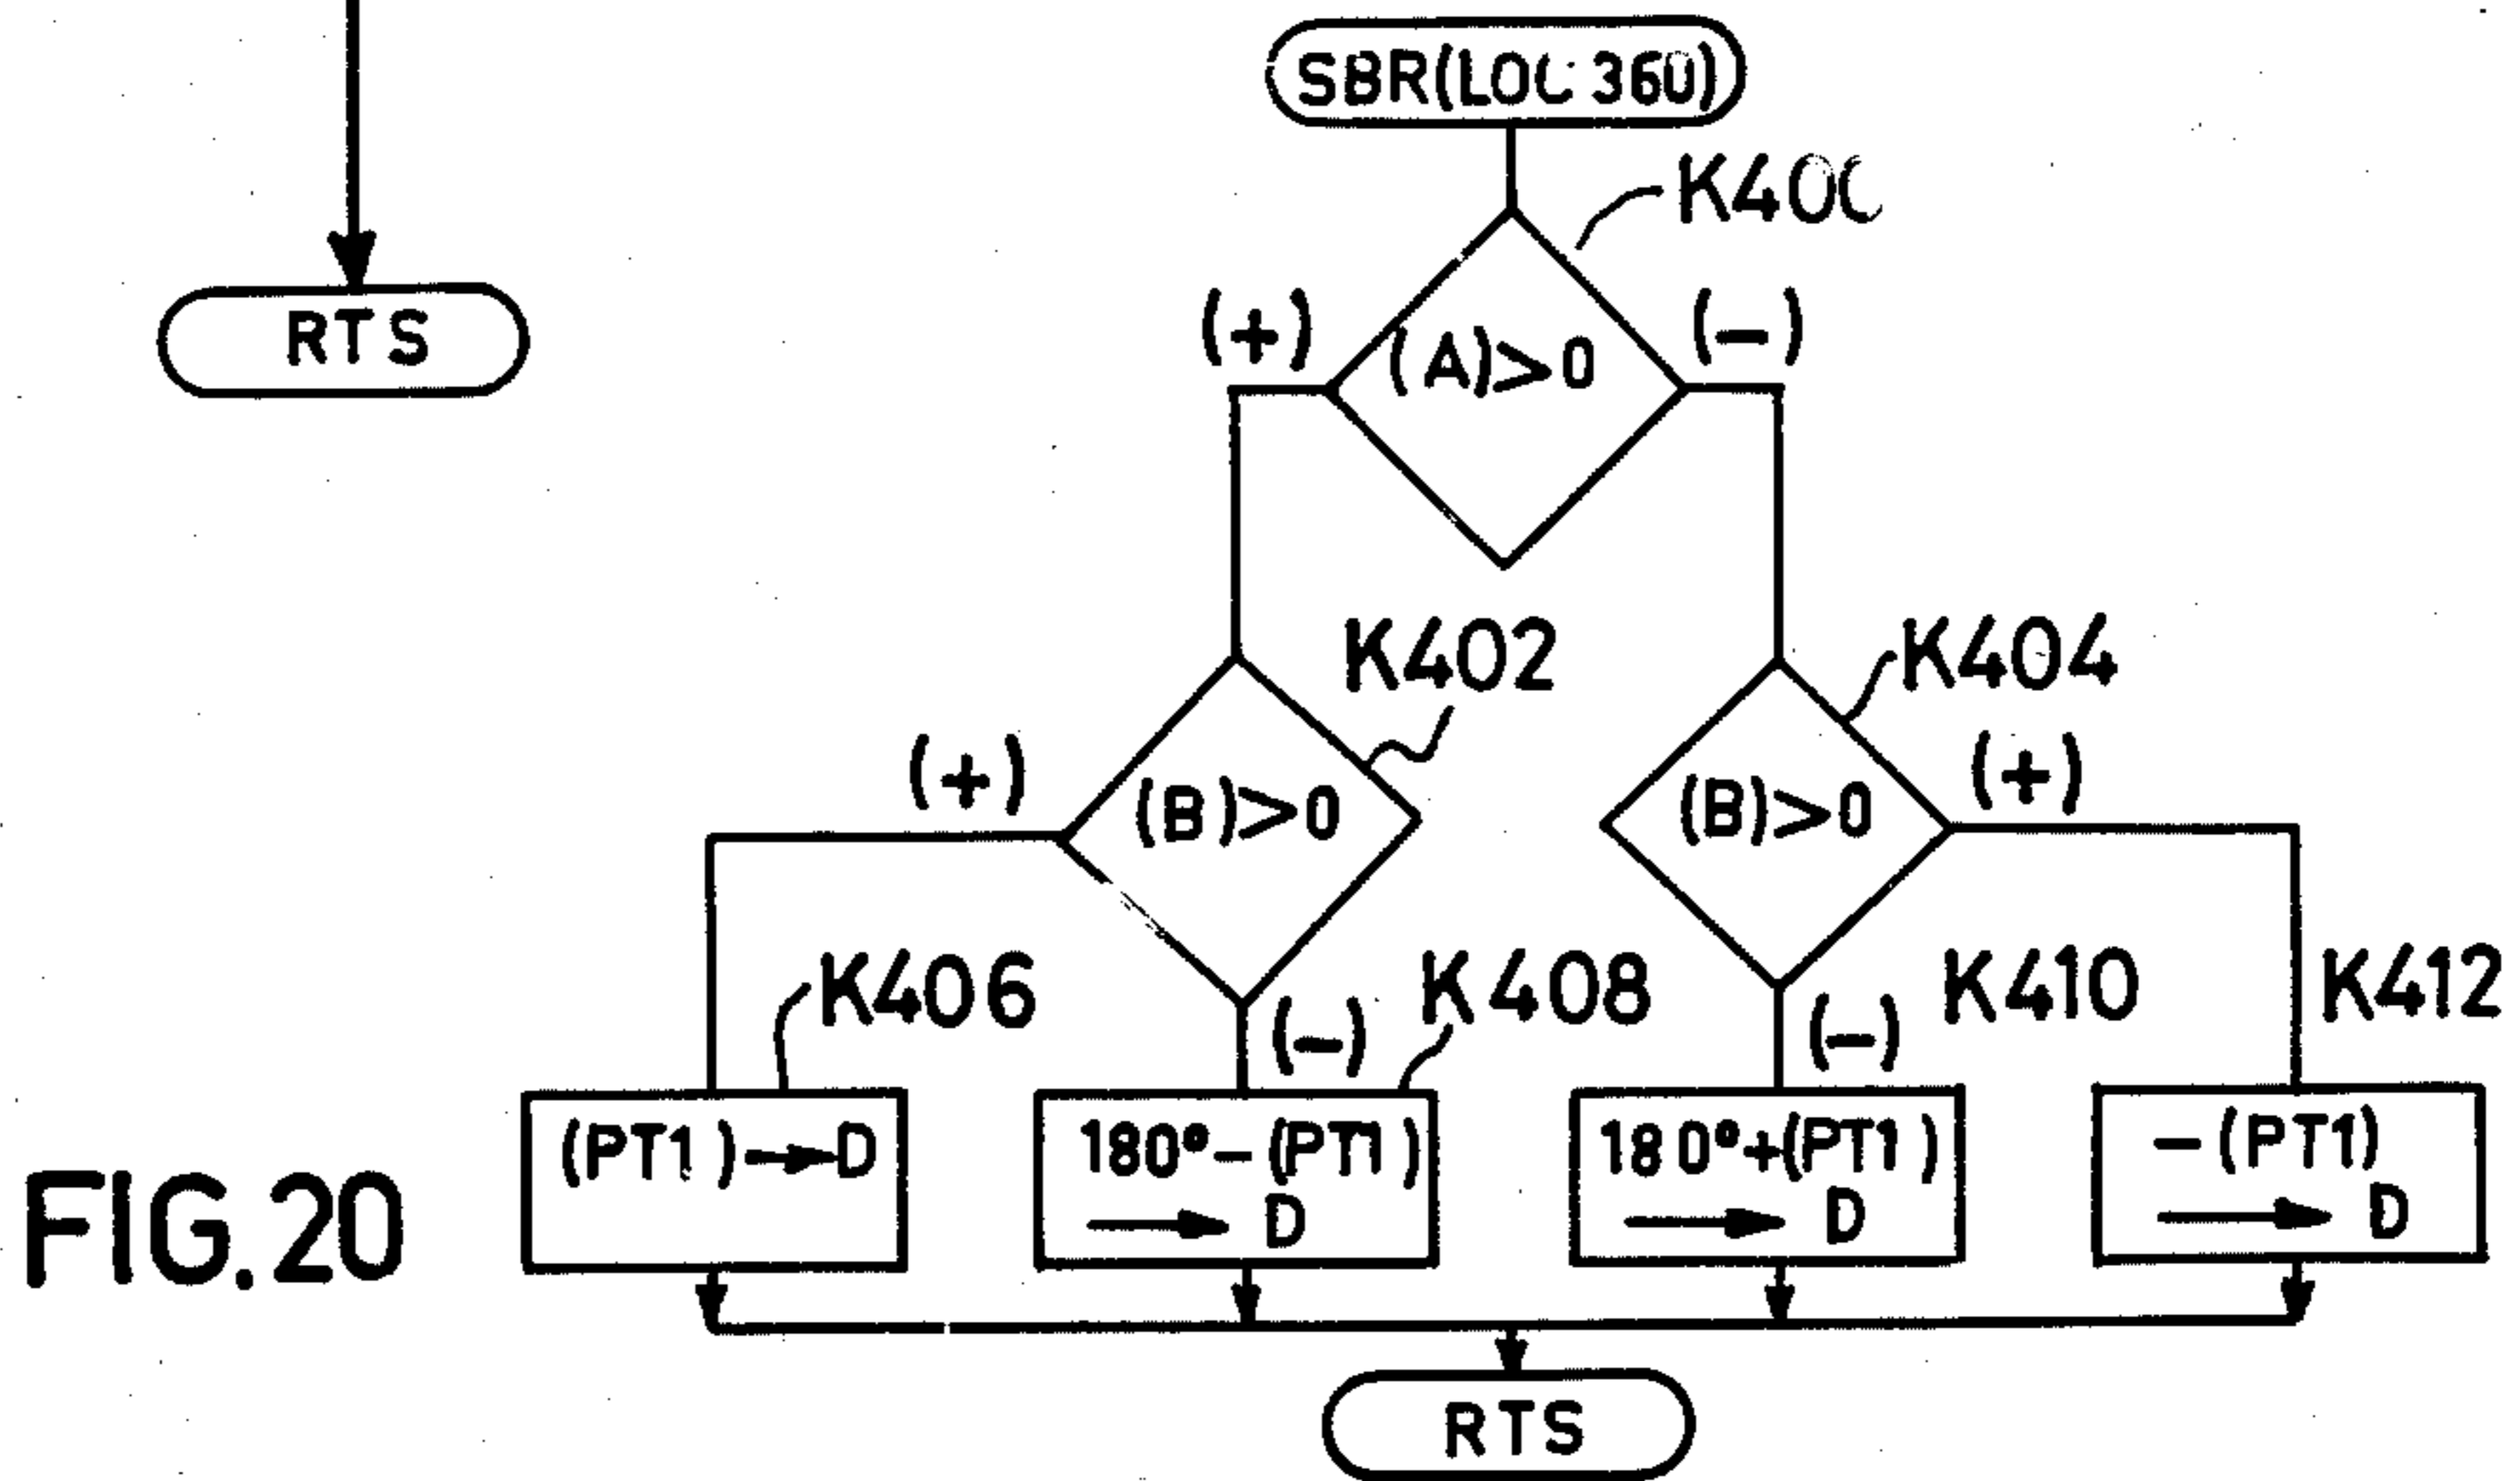 SBR(LOC 360)
K400
RTS
(+)
(A)>0
(-)
K402
K404
(+)
(B)>0
(B)>0
(+)
K406
(-)
K408
(-)
K410
K412
(PT1)→D
180°-(PT1)
→ D
180°+(PT1)
→ D
-(PT1)
→ D
FIG.20
RTS